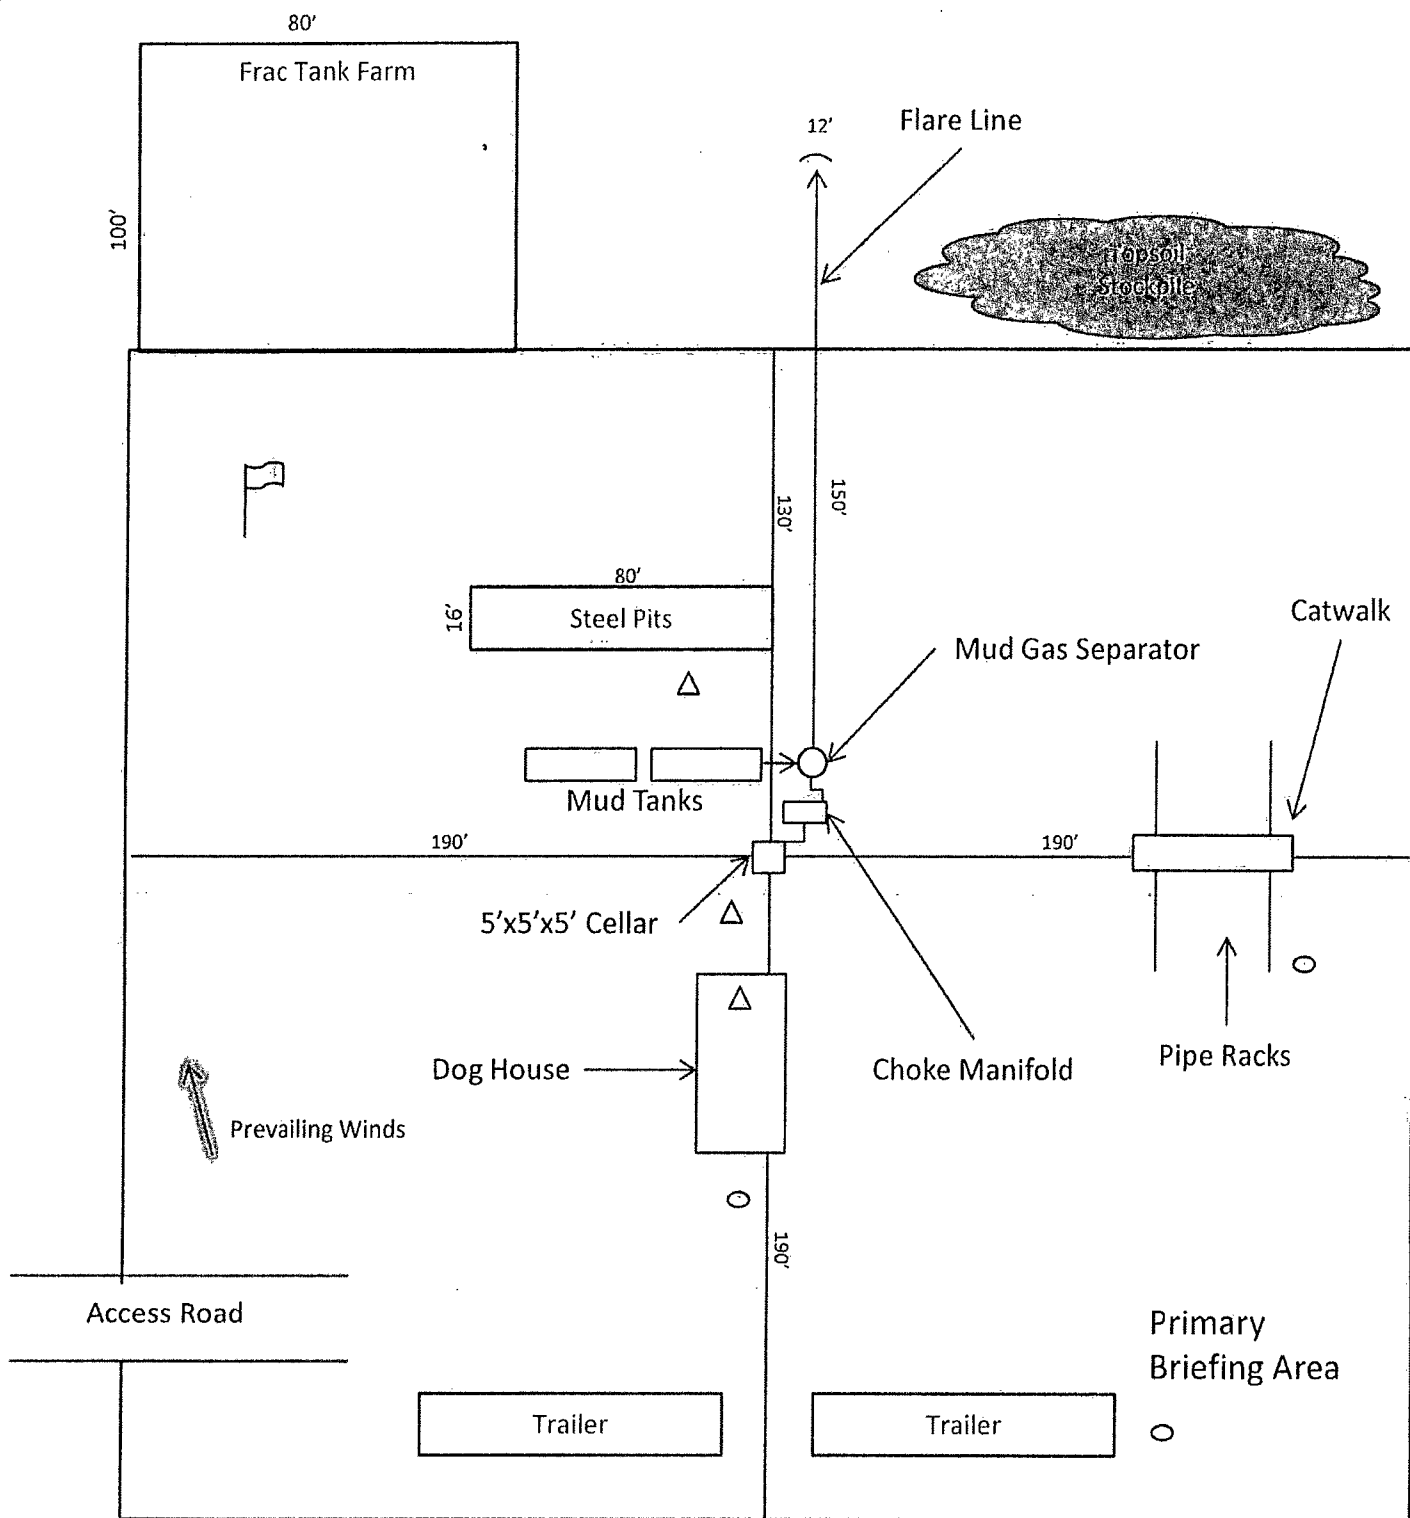 80'
Frac Tank Farm
100'
12'
Flare Line
Topsoil
Stockpile
130'
150'
80'
16'
Steel Pits
Catwalk
Mud Gas Separator
Mud Tanks
190'
190'
5'x5'x5' Cellar
Dog House
Choke Manifold
Pipe Racks
Prevailing Winds
190'
Access Road
Primary
Briefing Area
Trailer
Trailer